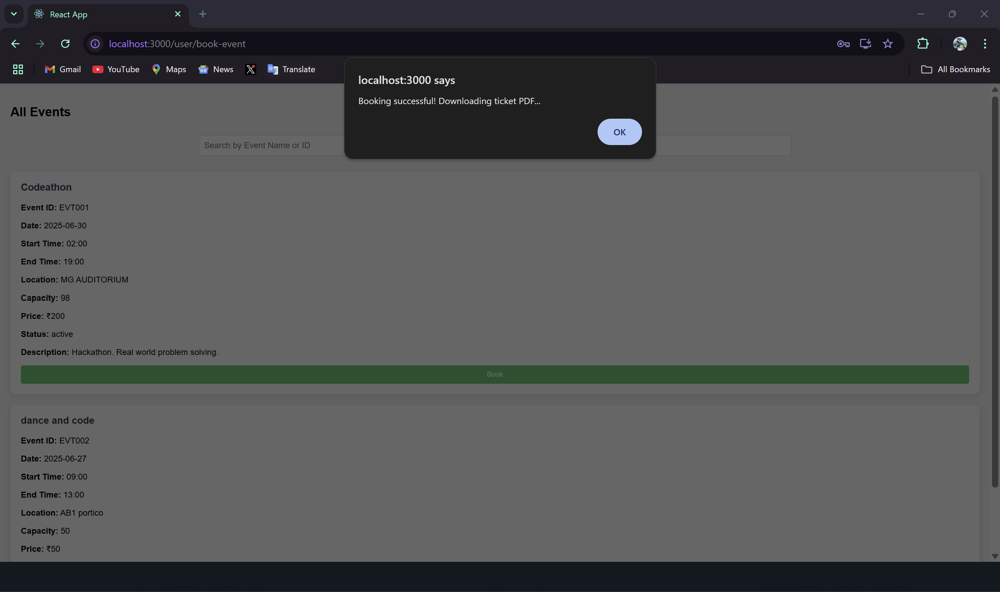 React App
localhost:3000/user/book-event
Gmail YouTube Maps News Translate All Bookmarks
localhost:3000 says
Booking successful! Downloading ticket PDF...
OK
All Events
Search by Event Name or ID
Codeathon
Event ID: EVT001
Date: 2025-06-30
Start Time: 02:00
End Time: 19:00
Location: MG AUDITORIUM
Capacity: 98
Price: ₹200
Status: active
Description: Hackathon. Real world problem solving.
Book
dance and code
Event ID: EVT002
Date: 2025-06-27
Start Time: 09:00
End Time: 13:00
Location: AB1 portico
Capacity: 50
Price: ₹50